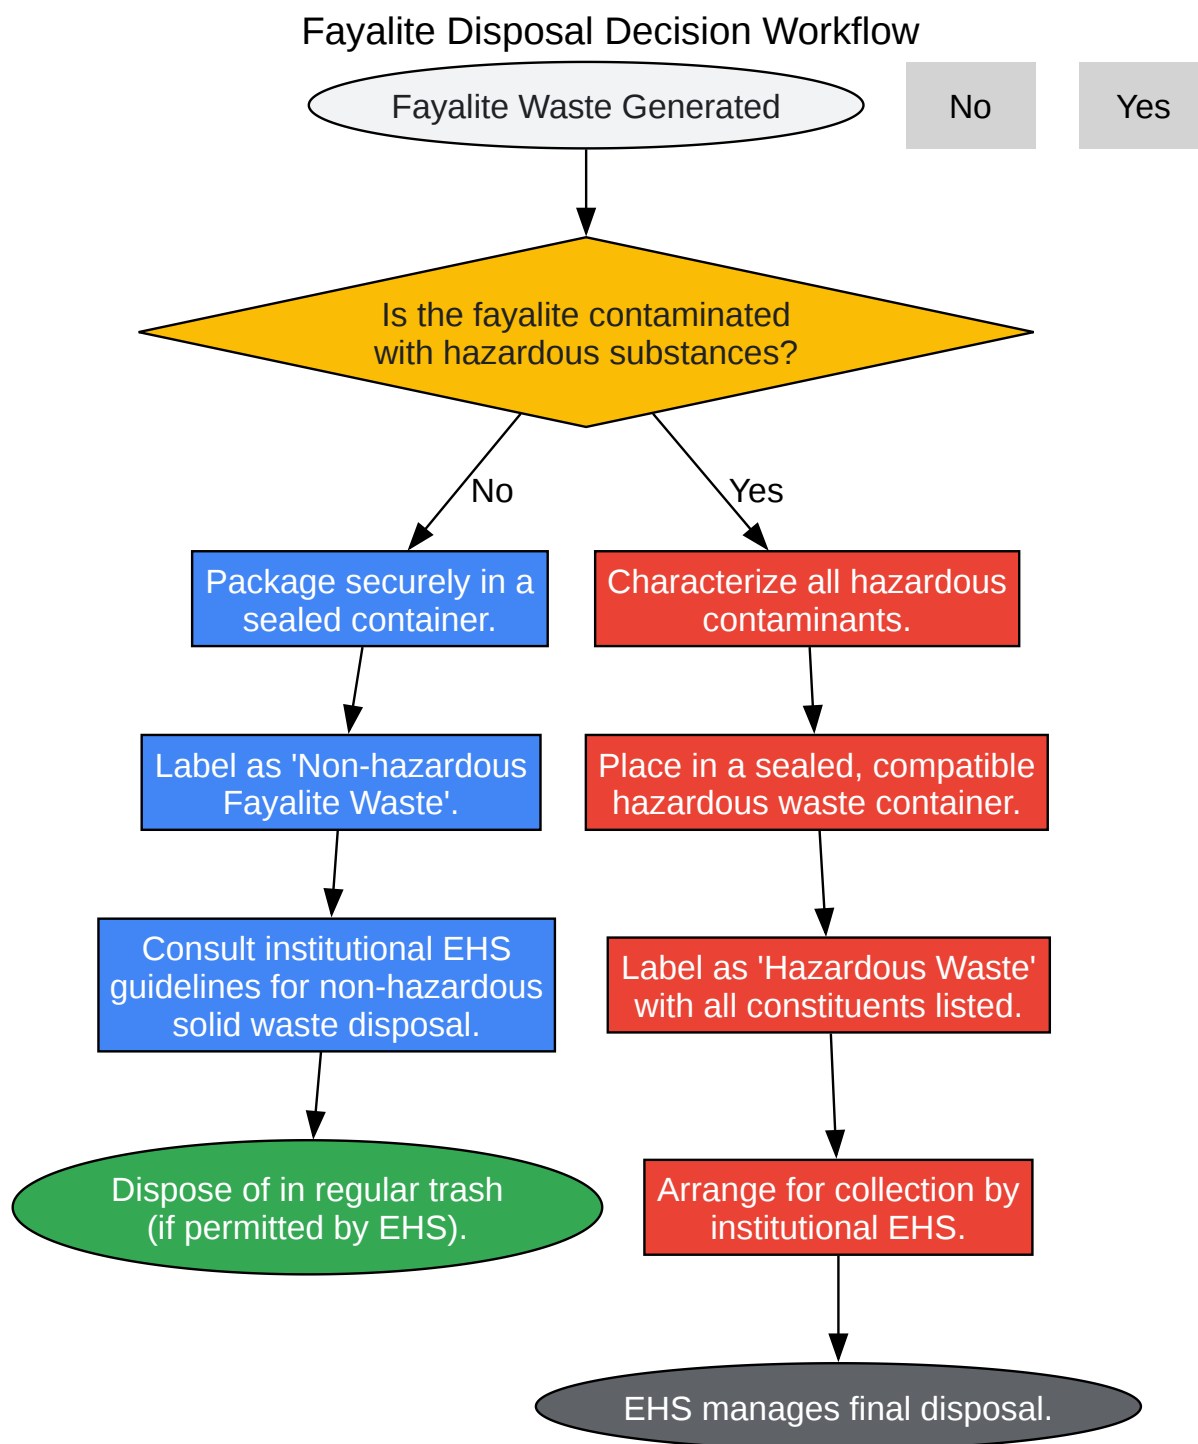 Fayalite Disposal Decision Workflow
Fayalite Waste Generated
No
Yes
Is the fayalite contaminated
with hazardous substances?
No
Yes
Package securely in a
sealed container.
Characterize all hazardous
contaminants.
Label as 'Non-hazardous
Fayalite Waste'.
Place in a sealed, compatible
hazardous waste container.
Consult institutional EHS
guidelines for non-hazardous
solid waste disposal.
Label as 'Hazardous Waste'
with all constituents listed.
Dispose of in regular trash
(if permitted by EHS).
Arrange for collection by
institutional EHS.
EHS manages final disposal.